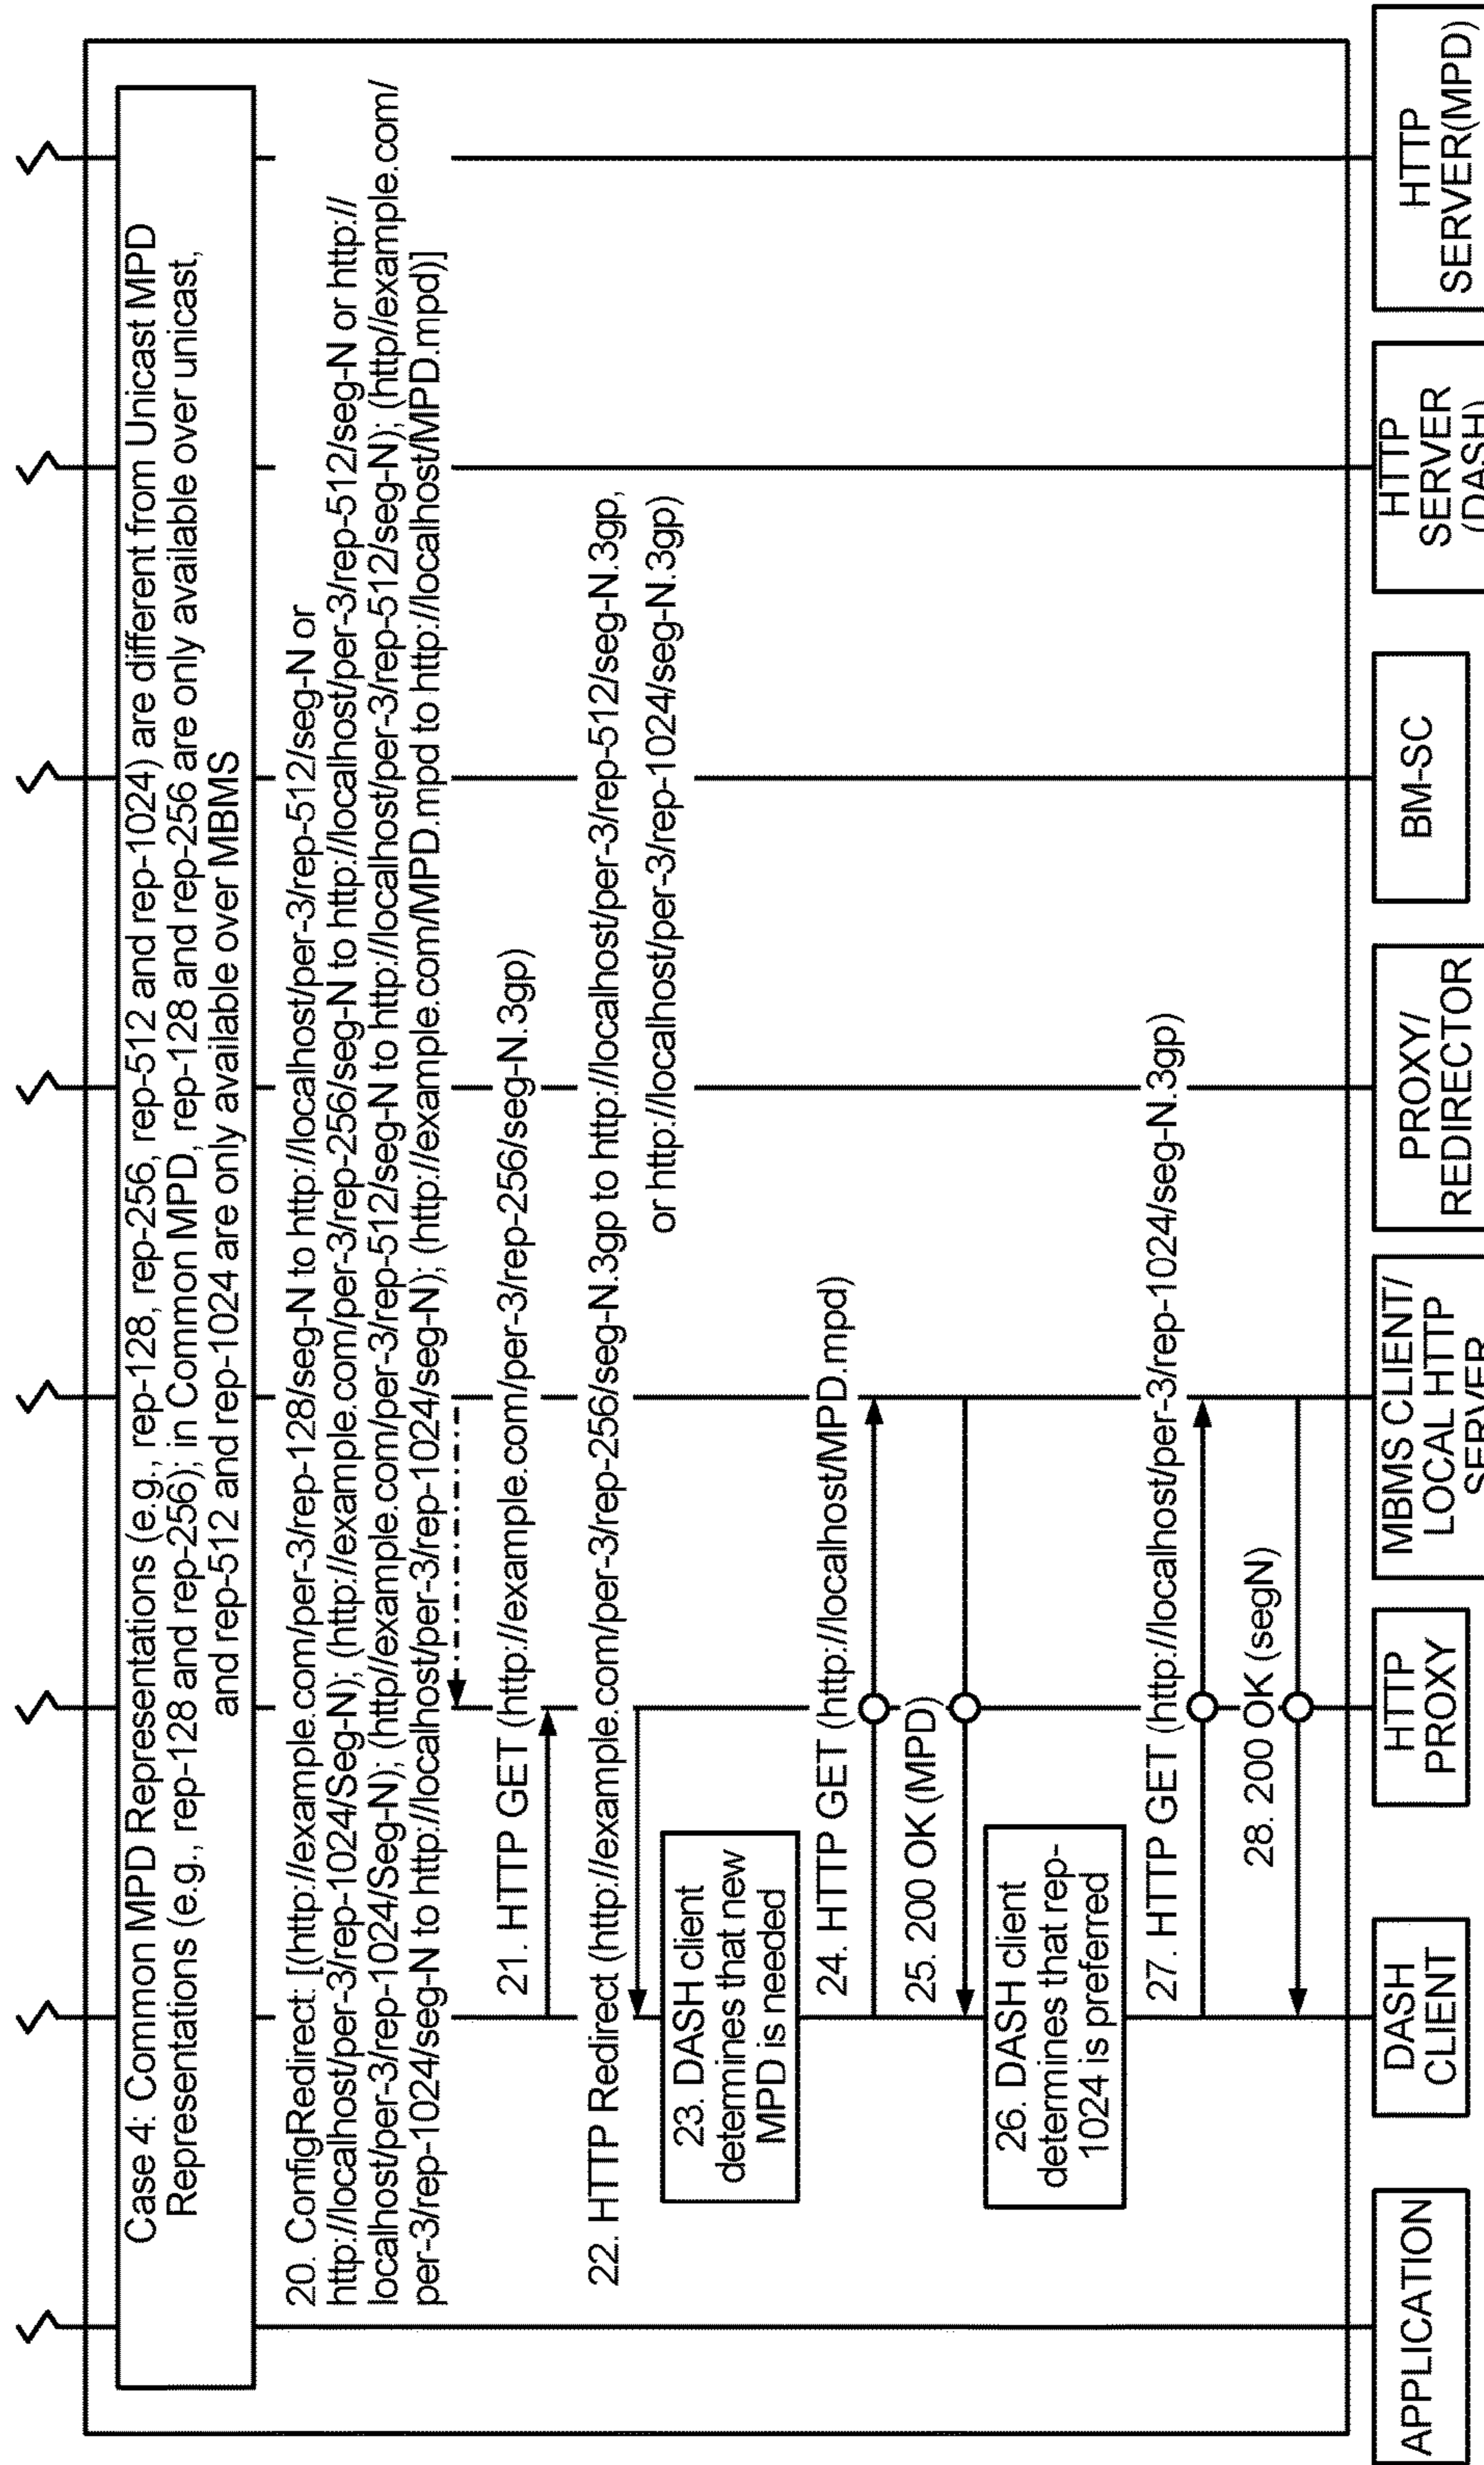 Case 4: Common MPD Representations (e.g., rep-128, rep-256, rep-512 and rep-1024) are different from Unicast MPD
Representations (e.g., rep-128 and rep-256); in Common MPD, rep-128 and rep-256 are only available over unicast,
and rep-512 and rep-1024 are only available over MBMS
20. ConfigRedirect [(http://example.com/per-3/rep-128/seg-N to http://localhost/per-3/rep-512/seg-N or
http://localhost/per-3/rep-1024/Seg-N); (http://example.com/per-3/rep-256/seg-N to http://localhost/per-3/rep-512/seg-N or http://
localhost/per-3/rep-1024/Seg-N); (http//example.com/per-3/rep-512/seg-N to http://localhost/per-3/rep-512/seg-N); (http//example.com/
per-3/rep-1024/seg-N to http://localhost/per-3/rep-1024/seg-N); (http://example.com/MPD.mpd to http://localhost/MPD.mpd)]
21. HTTP GET (http://example.com/per-3/rep-256/seg-N.3gp)
22. HTTP Redirect (http://example.com/per-3/rep-256/seg-N.3gp to http://localhost/per-3/rep-512/seg-N.3gp,
or http://localhost/per-3/rep-1024/seg-N.3gp)
23. DASH client
determines that new
MPD is needed
24. HTTP GET (http://localhost/MPD.mpd)
25. 200 OK (MPD)
26. DASH client
determines that rep-
1024 is preferred
27. HTTP GET (http://localhost/per-3/rep-1024/seg-N.3gp)
28. 200 OK (segN)
APPLICATION
DASH
CLIENT
HTTP
PROXY
MBMS CLIENT/
LOCAL HTTP
SERVER
PROXY/
REDIRECTOR
BM-SC
HTTP
SERVER
(DASH)
HTTP
SERVER(MPD)